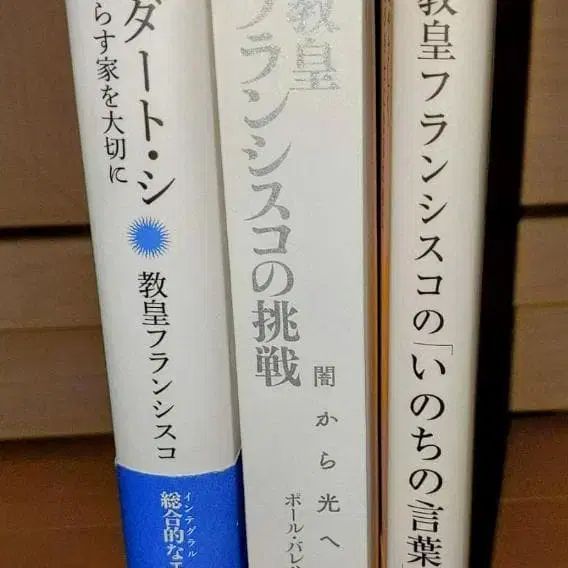 ダート・シ
らす家を大切に
教皇フランシスコ
インテグラル
総合的な
教皇
フランシスコの挑戦
闇から光へ
ポール・バレ
教皇フランシスコの「いのちの言葉」